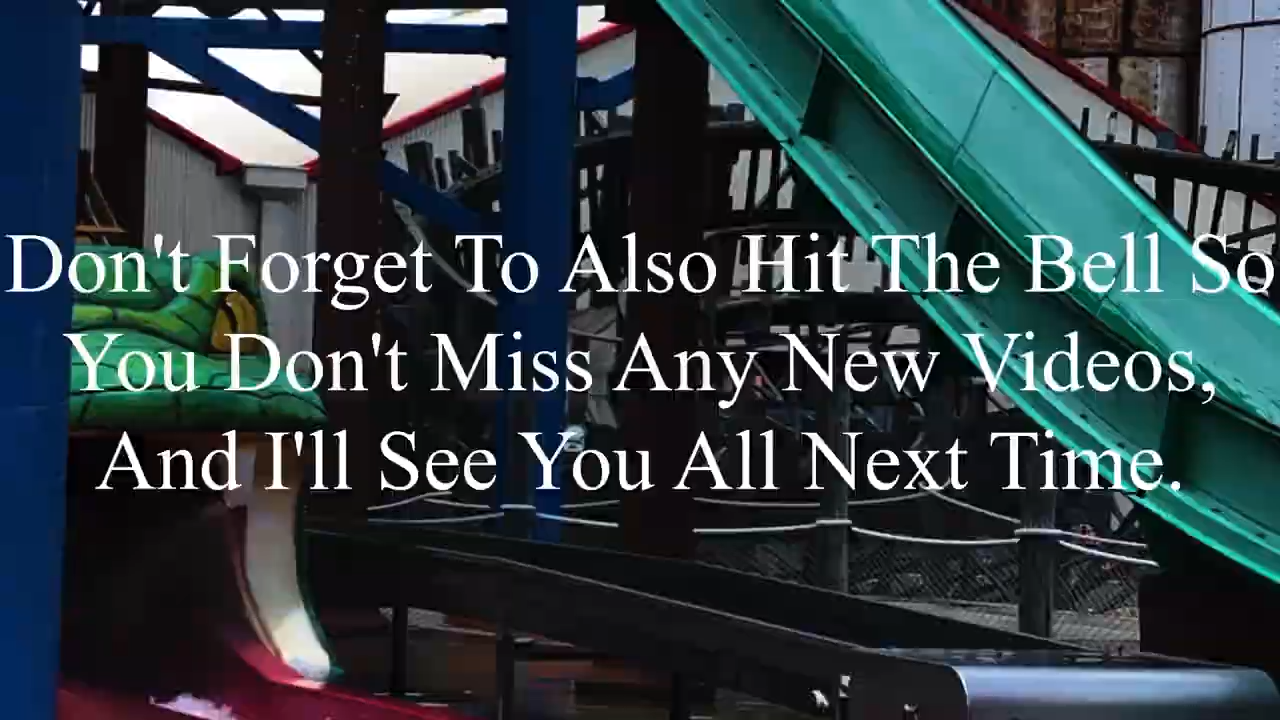 Don't Forget To Also Hit The Bell So
You Don't Miss Any New Videos,
And I'll See You All Next Time.